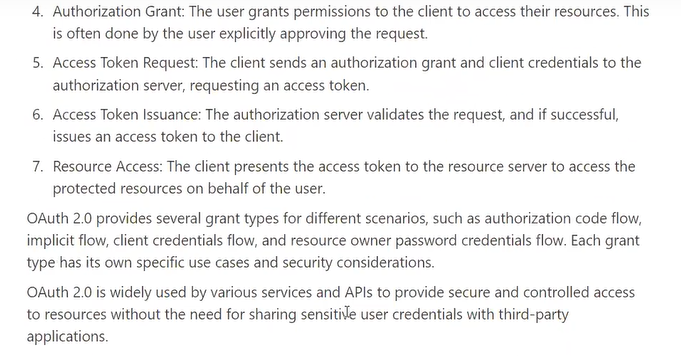 4. Authorization Grant: The user grants permissions to the client to access their resources. This
is often done by the user explicitly approving the request.
5. Access Token Request: The client sends an authorization grant and client credentials to the
authorization server, requesting an access token.
6. Access Token Issuance: The authorization server validates the request, and if successful,
issues an access token to the client.
7. Resource Access: The client presents the access token to the resource server to access the
protected resources on behalf of the user.
OAuth 2.0 provides several grant types for different scenarios, such as authorization code flow,
implicit flow, client credentials flow, and resource owner password credentials flow. Each grant
type has its own specific use cases and security considerations.
OAuth 2.0 is widely used by various services and APIs to provide secure and controlled access
to resources without the need for sharing sensitive user credentials with third-party
applications.